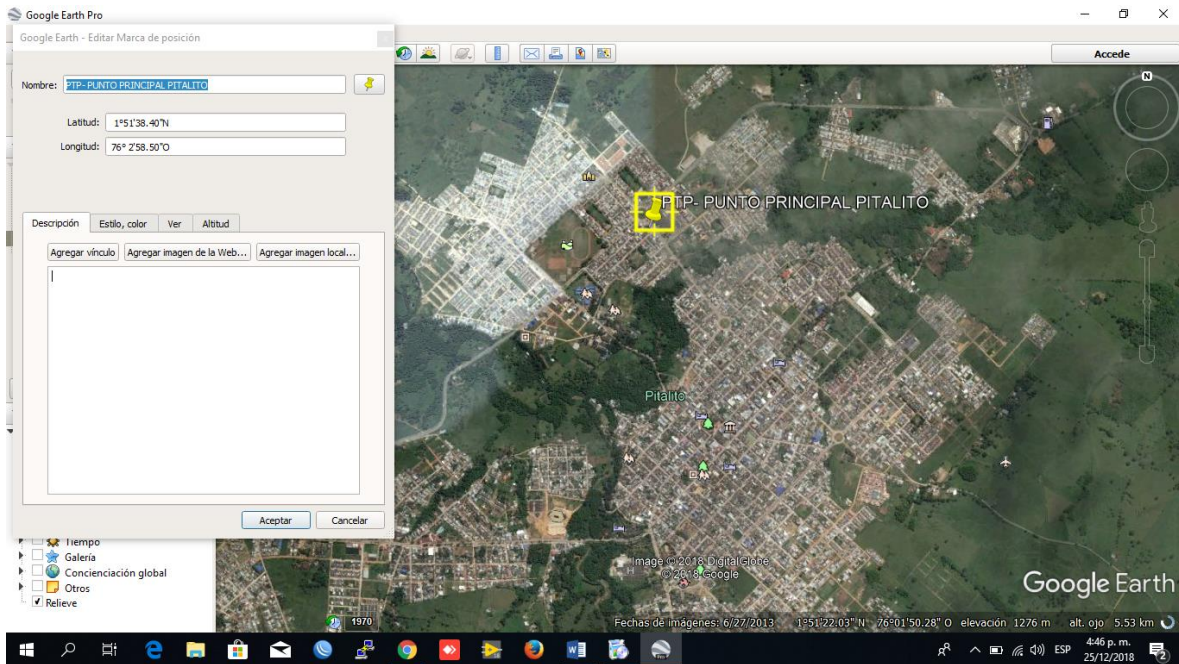 Google Earth Pro
Google Earth - Editar Marca de posición
Nombre: PTP- PUNTO PRINCIPAL PITALITO
Latitud: 1°51'38.40"N
Longitud: 76° 2'58.50"O
Descripción Estilo, color Ver Altitud
Agregar vínculo Agregar imagen de la Web... Agregar imagen local...
Aceptar Cancelar
Tiempo
Galería
Concienciación global
Otros
Relieve
Accede
N
PTP- PUNTO PRINCIPAL PITALITO
Pitalito
Image © 2018 DigitalGlobe
© 2018 Google
Google Earth
1970
Fechas de imágenes: 6/27/2013 1°51'22.03" N 76°01'50.28" O elevación 1276 m alt. ojo 5.53 km
ESP
4:46 p. m.
25/12/2018
2